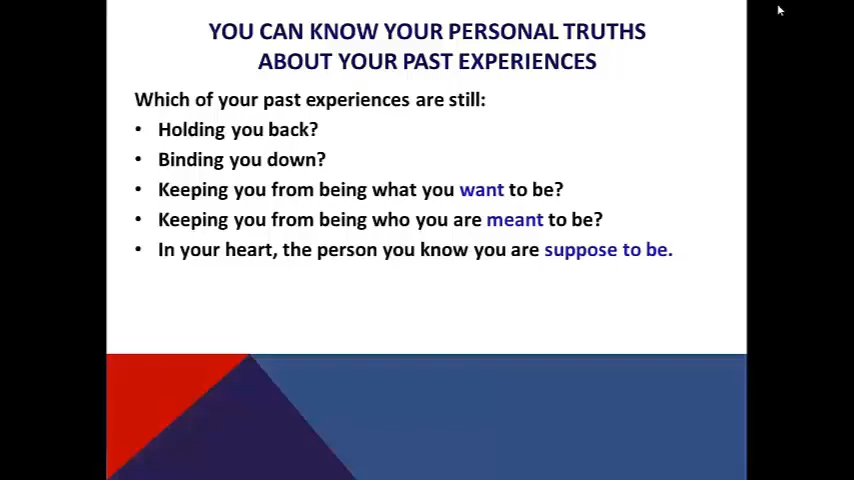 YOU CAN KNOW YOUR PERSONAL TRUTHS
ABOUT YOUR PAST EXPERIENCES
Which of your past experiences are still:
• Holding you back?
• Binding you down?
• Keeping you from being what you want to be?
• Keeping you from being who you are meant to be?
• In your heart, the person you know you are suppose to be.